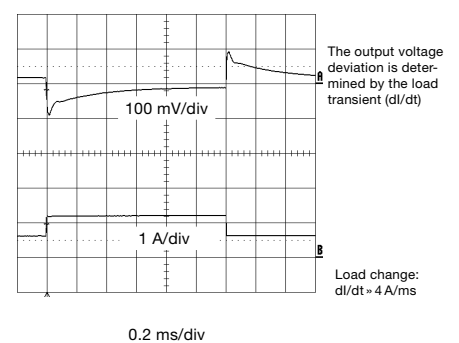 The output voltage
deviation is deter-
mined by the load
transient (dI/dt)
A
100 mV/div
1 A/div
B
Load change:
dI/dt » 4 A/ms
0.2 ms/div